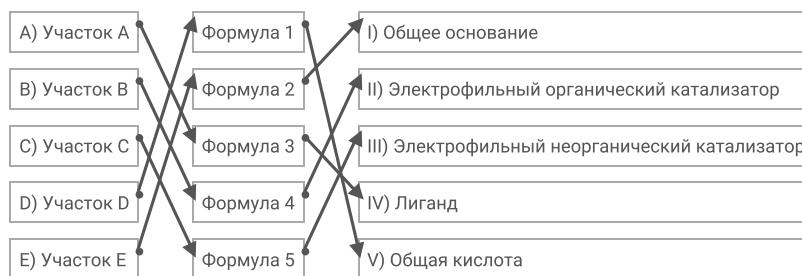 A) Участок A Формула 1 I) Общее основание
B) Участок B Формула 2 II) Электрофильный органический катализатор
C) Участок C Формула 3 III) Электрофильный неорганический катализатор
D) Участок D Формула 4 IV) Лиганд
E) Участок E Формула 5 V) Общая кислота